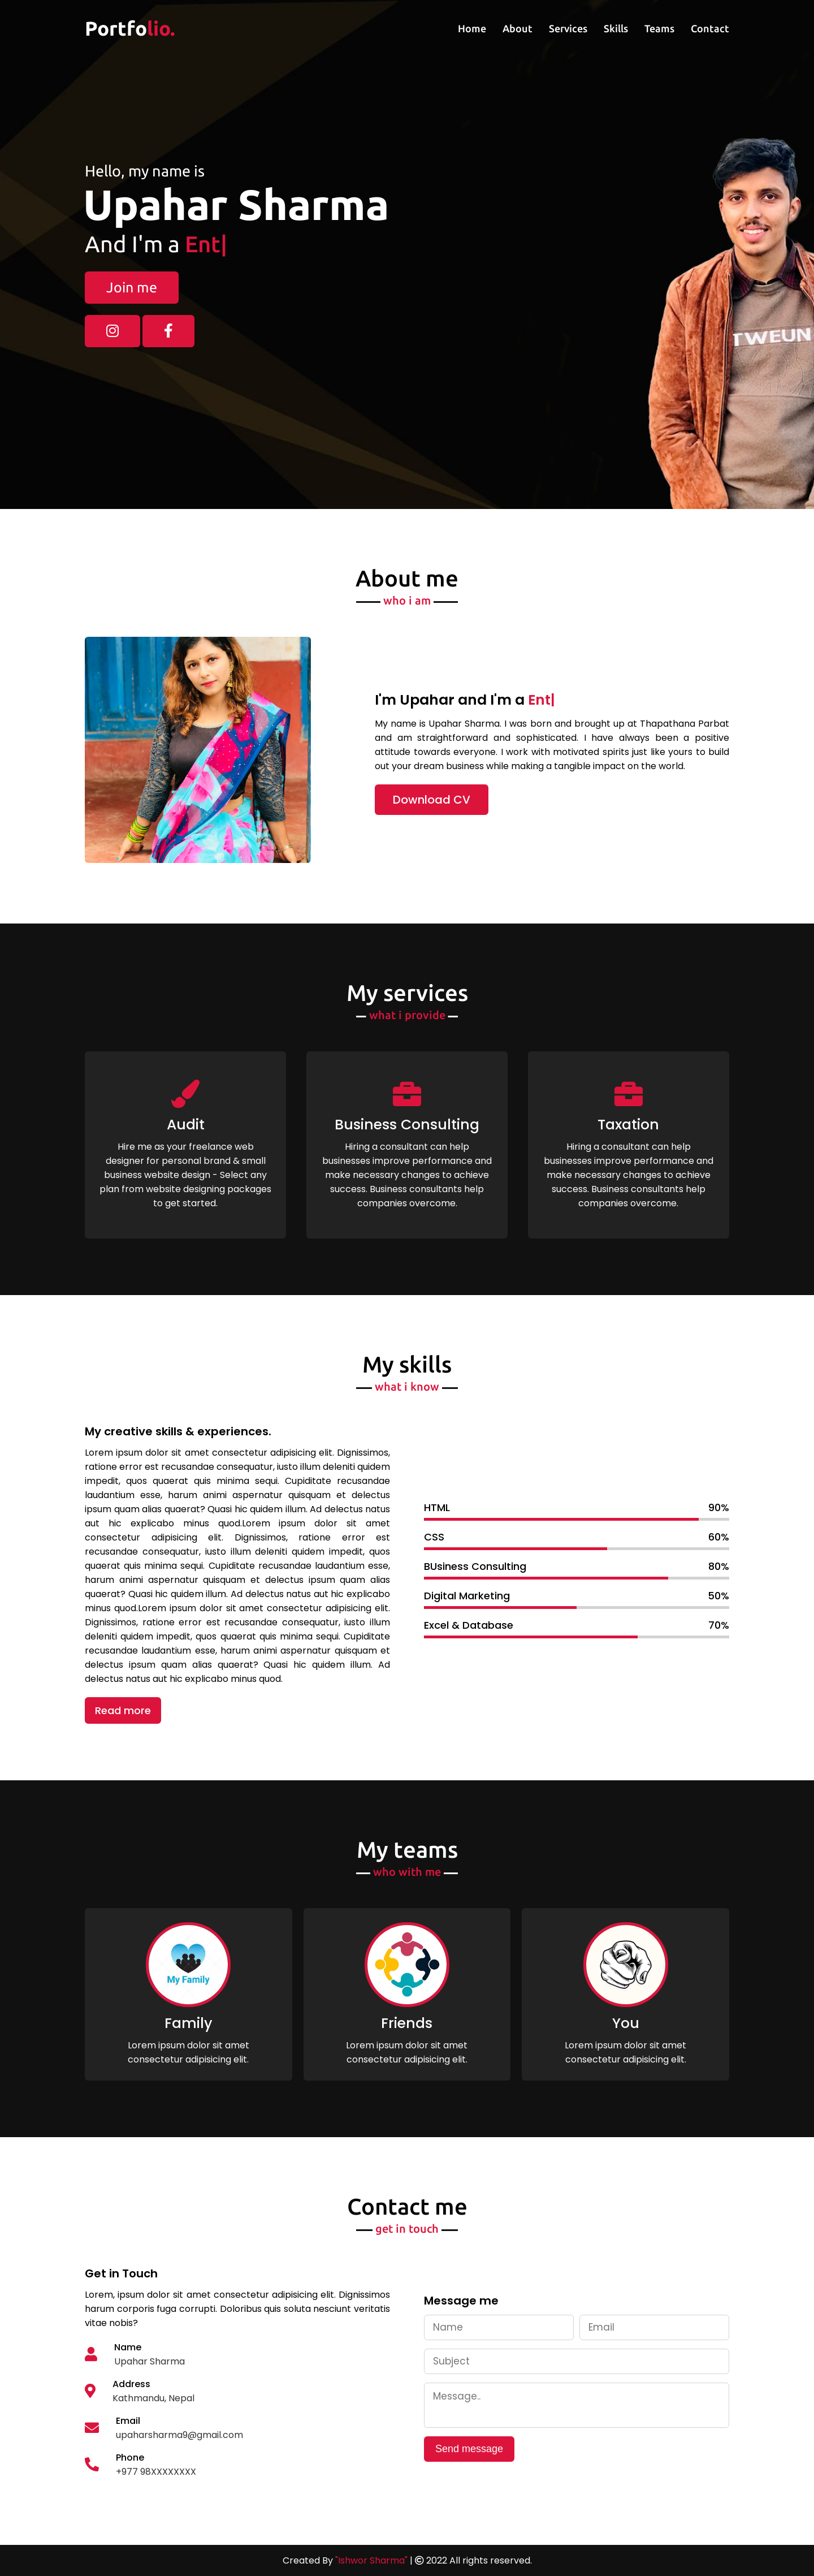 Portfolio.
Home About Services Skills Teams Contact
Hello, my name is
Upahar Sharma
And I'm a Ent|
Join me
TWEUN
About me
who i am
I'm Upahar and I'm a Ent|
My name is Upahar Sharma. I was born and brought up at Thapathana Parbat
and am straightforward and sophisticated. I have always been a positive
attitude towards everyone. I work with motivated spirits just like yours to build
out your dream business while making a tangible impact on the world.
Download CV
My services
what i provide
Audit
Hire me as your freelance web
designer for personal brand & small
business website design - Select any
plan from website designing packages
to get started.
Business Consulting
Hiring a consultant can help
businesses improve performance and
make necessary changes to achieve
success. Business consultants help
companies overcome.
Taxation
Hiring a consultant can help
businesses improve performance and
make necessary changes to achieve
success. Business consultants help
companies overcome.
My skills
what i know
My creative skills & experiences.
Lorem ipsum dolor sit amet consectetur adipisicing elit. Dignissimos,
ratione error est recusandae consequatur, iusto illum deleniti quidem
impedit, quos quaerat quis minima sequi. Cupiditate recusandae
laudantium esse, harum animi aspernatur quisquam et delectus
ipsum quam alias quaerat? Quasi hic quidem illum. Ad delectus natus
aut hic explicabo minus quod.Lorem ipsum dolor sit amet
consectetur adipisicing elit. Dignissimos, ratione error est
recusandae consequatur, iusto illum deleniti quidem impedit, quos
quaerat quis minima sequi. Cupiditate recusandae laudantium esse,
harum animi aspernatur quisquam et delectus ipsum quam alias
quaerat? Quasi hic quidem illum. Ad delectus natus aut hic explicabo
minus quod.Lorem ipsum dolor sit amet consectetur adipisicing elit.
Dignissimos, ratione error est recusandae consequatur, iusto illum
deleniti quidem impedit, quos quaerat quis minima sequi. Cupiditate
recusandae laudantium esse, harum animi aspernatur quisquam et
delectus ipsum quam alias quaerat? Quasi hic quidem illum. Ad
delectus natus aut hic explicabo minus quod.
Read more
HTML 90%
CSS 60%
BUsiness Consulting 80%
Digital Marketing 50%
Excel & Database 70%
My teams
who with me
My Family
Family
Lorem ipsum dolor sit amet
consectetur adipisicing elit.
Friends
Lorem ipsum dolor sit amet
consectetur adipisicing elit.
You
Lorem ipsum dolor sit amet
consectetur adipisicing elit.
Contact me
get in touch
Get in Touch
Lorem, ipsum dolor sit amet consectetur adipisicing elit. Dignissimos
harum corporis fuga corrupti. Doloribus quis soluta nesciunt veritatis
vitae nobis?
Name
Upahar Sharma
Address
Kathmandu, Nepal
Email
upaharsharma9@gmail.com
Phone
+977 98XXXXXXXX
Message me
Name Email
Subject
Message..
Send message
Created By "Ishwor Sharma" | © 2022 All rights reserved.